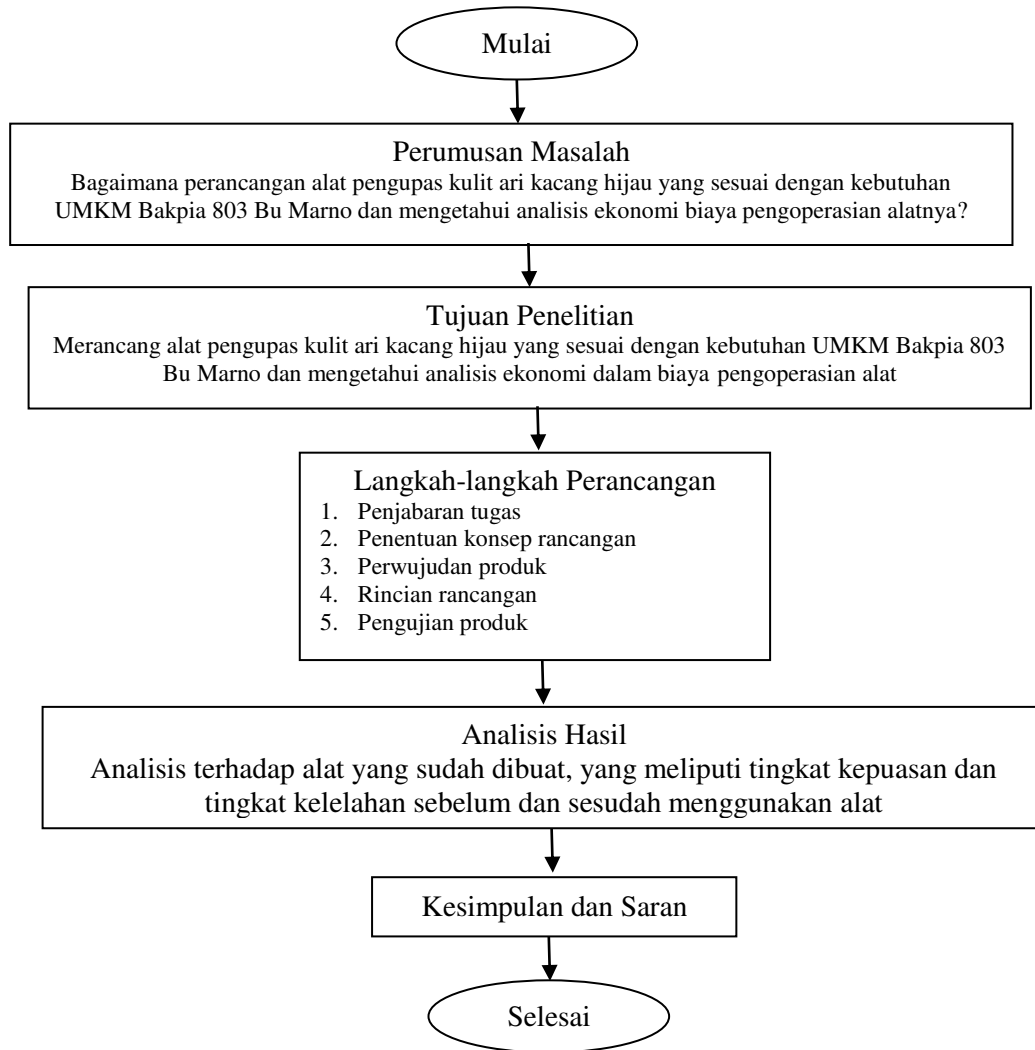 Mulai
Perumusan Masalah
Bagaimana perancangan alat pengupas kulit ari kacang hijau yang sesuai dengan kebutuhan
UMKM Bakpia 803 Bu Marno dan mengetahui analisis ekonomi biaya pengoperasian alatnya?
Tujuan Penelitian
Merancang alat pengupas kulit ari kacang hijau yang sesuai dengan kebutuhan UMKM Bakpia 803
Bu Marno dan mengetahui analisis ekonomi dalam biaya pengoperasian alat
Langkah-langkah Perancangan
1. Penjabaran tugas
2. Penentuan konsep rancangan
3. Perwujudan produk
4. Rincian rancangan
5. Pengujian produk
Analisis Hasil
Analisis terhadap alat yang sudah dibuat, yang meliputi tingkat kepuasan dan
tingkat kelelahan sebelum dan sesudah menggunakan alat
Kesimpulan dan Saran
Selesai